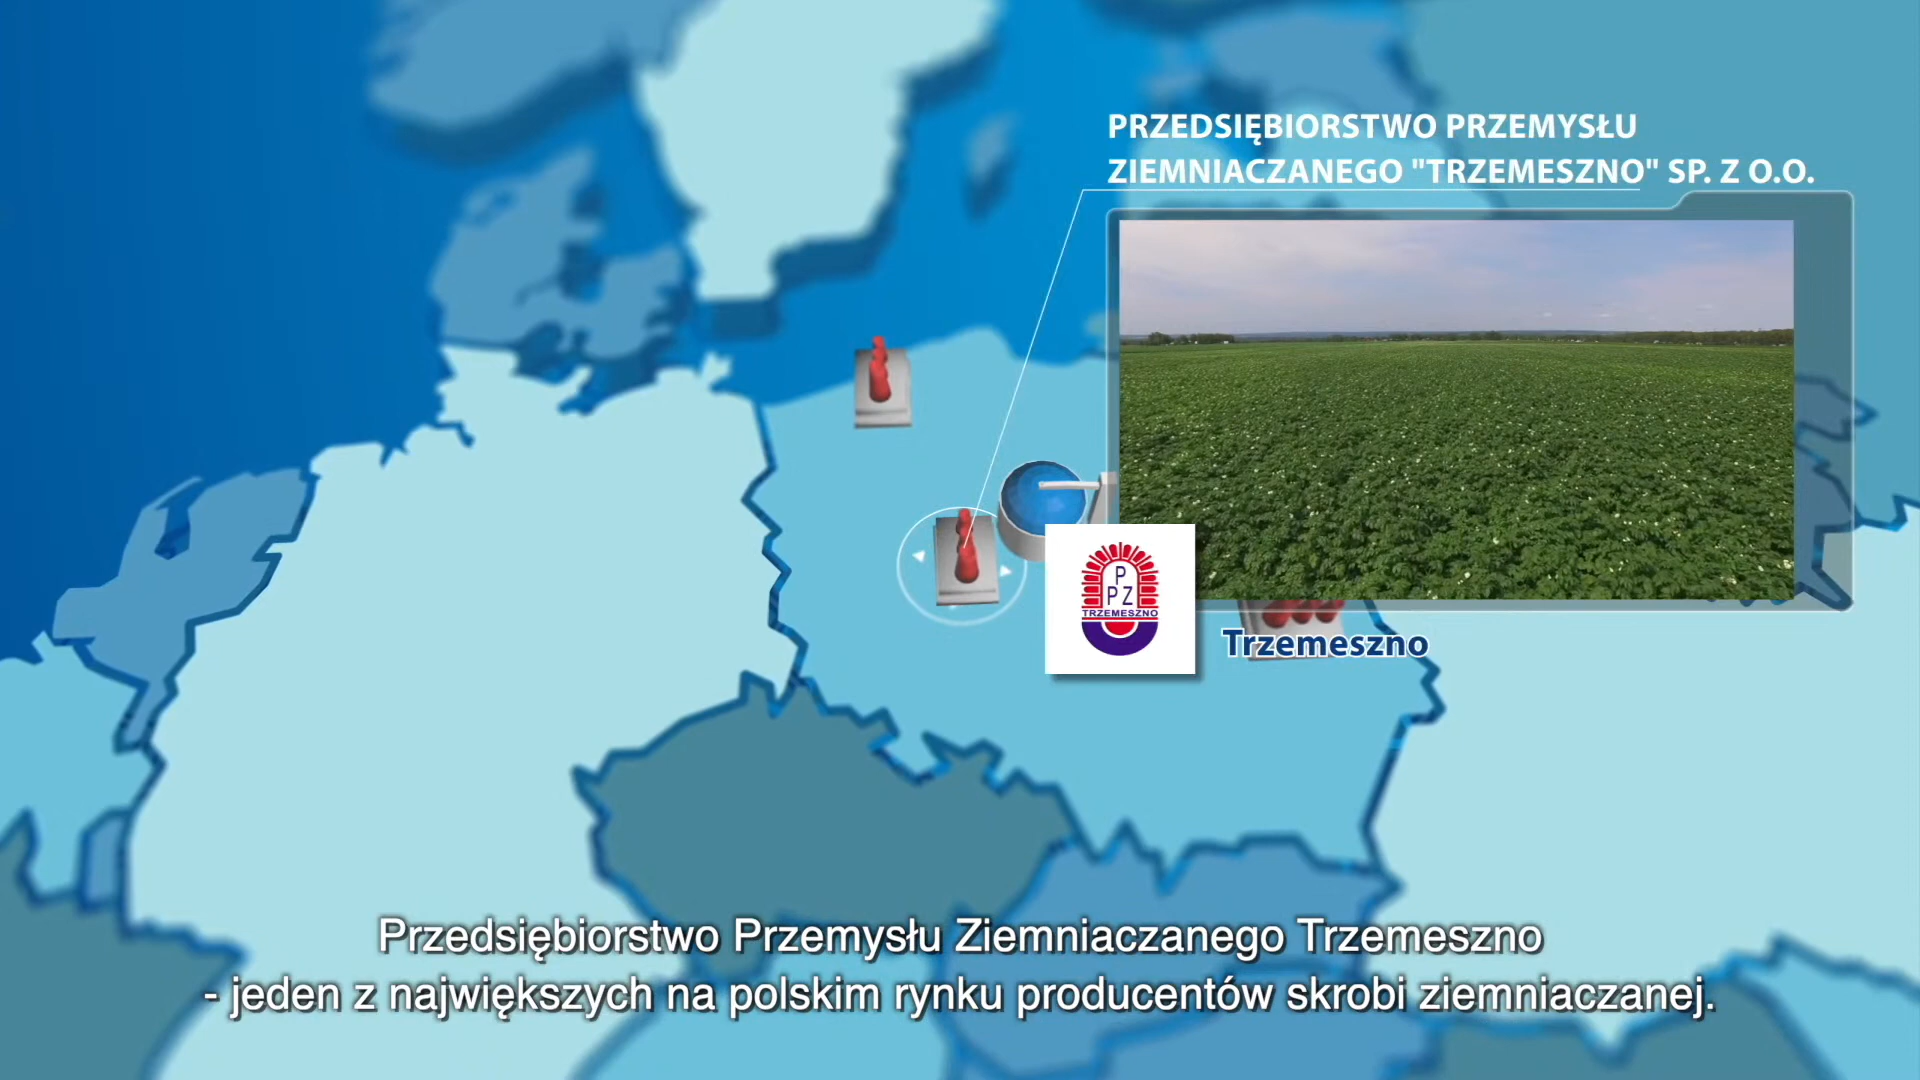 PRZEDSIĘBIORSTWO PRZEMYSŁU
ZIEMNIACZANEGO "TRZEMESZNO" SP. Z O.O.
P
P Z
TRZEMESZNO
Trzemeszno
Przedsiębiorstwo Przemysłu Ziemniaczanego Trzemeszno
- jeden z największych na polskim rynku producentów skrobi ziemniaczanej.